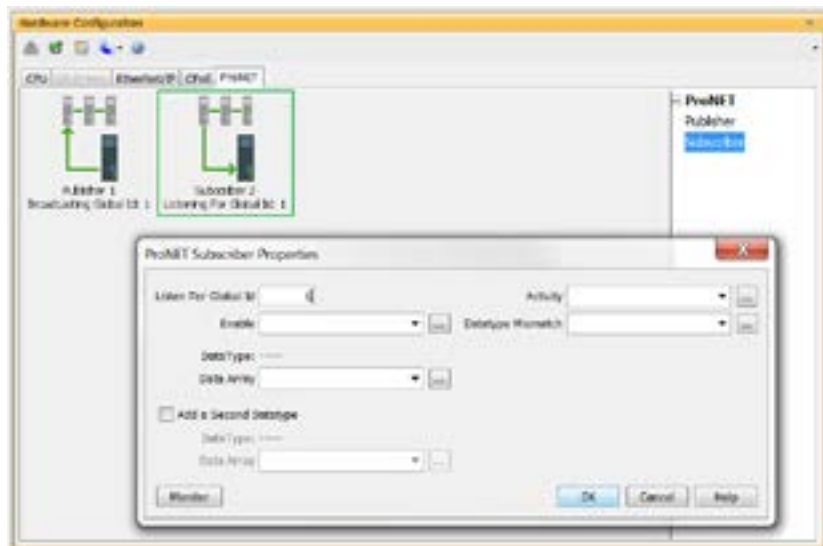 Hardware Configuration
CPU EtherNet/IP CPoE ProNET
ProNET
Publisher
Subscriber
Publisher 1
Broadcasting Global Id: 1
Subscriber 2
Listening For Global Id: 1
ProNET Subscriber Properties
Listen For Global Id
Activity
Enable
Datatype Mismatch
DataType: ----
Data Array
Add a Second Datatype
DataType: ----
Data Array
Monitor OK Cancel Help